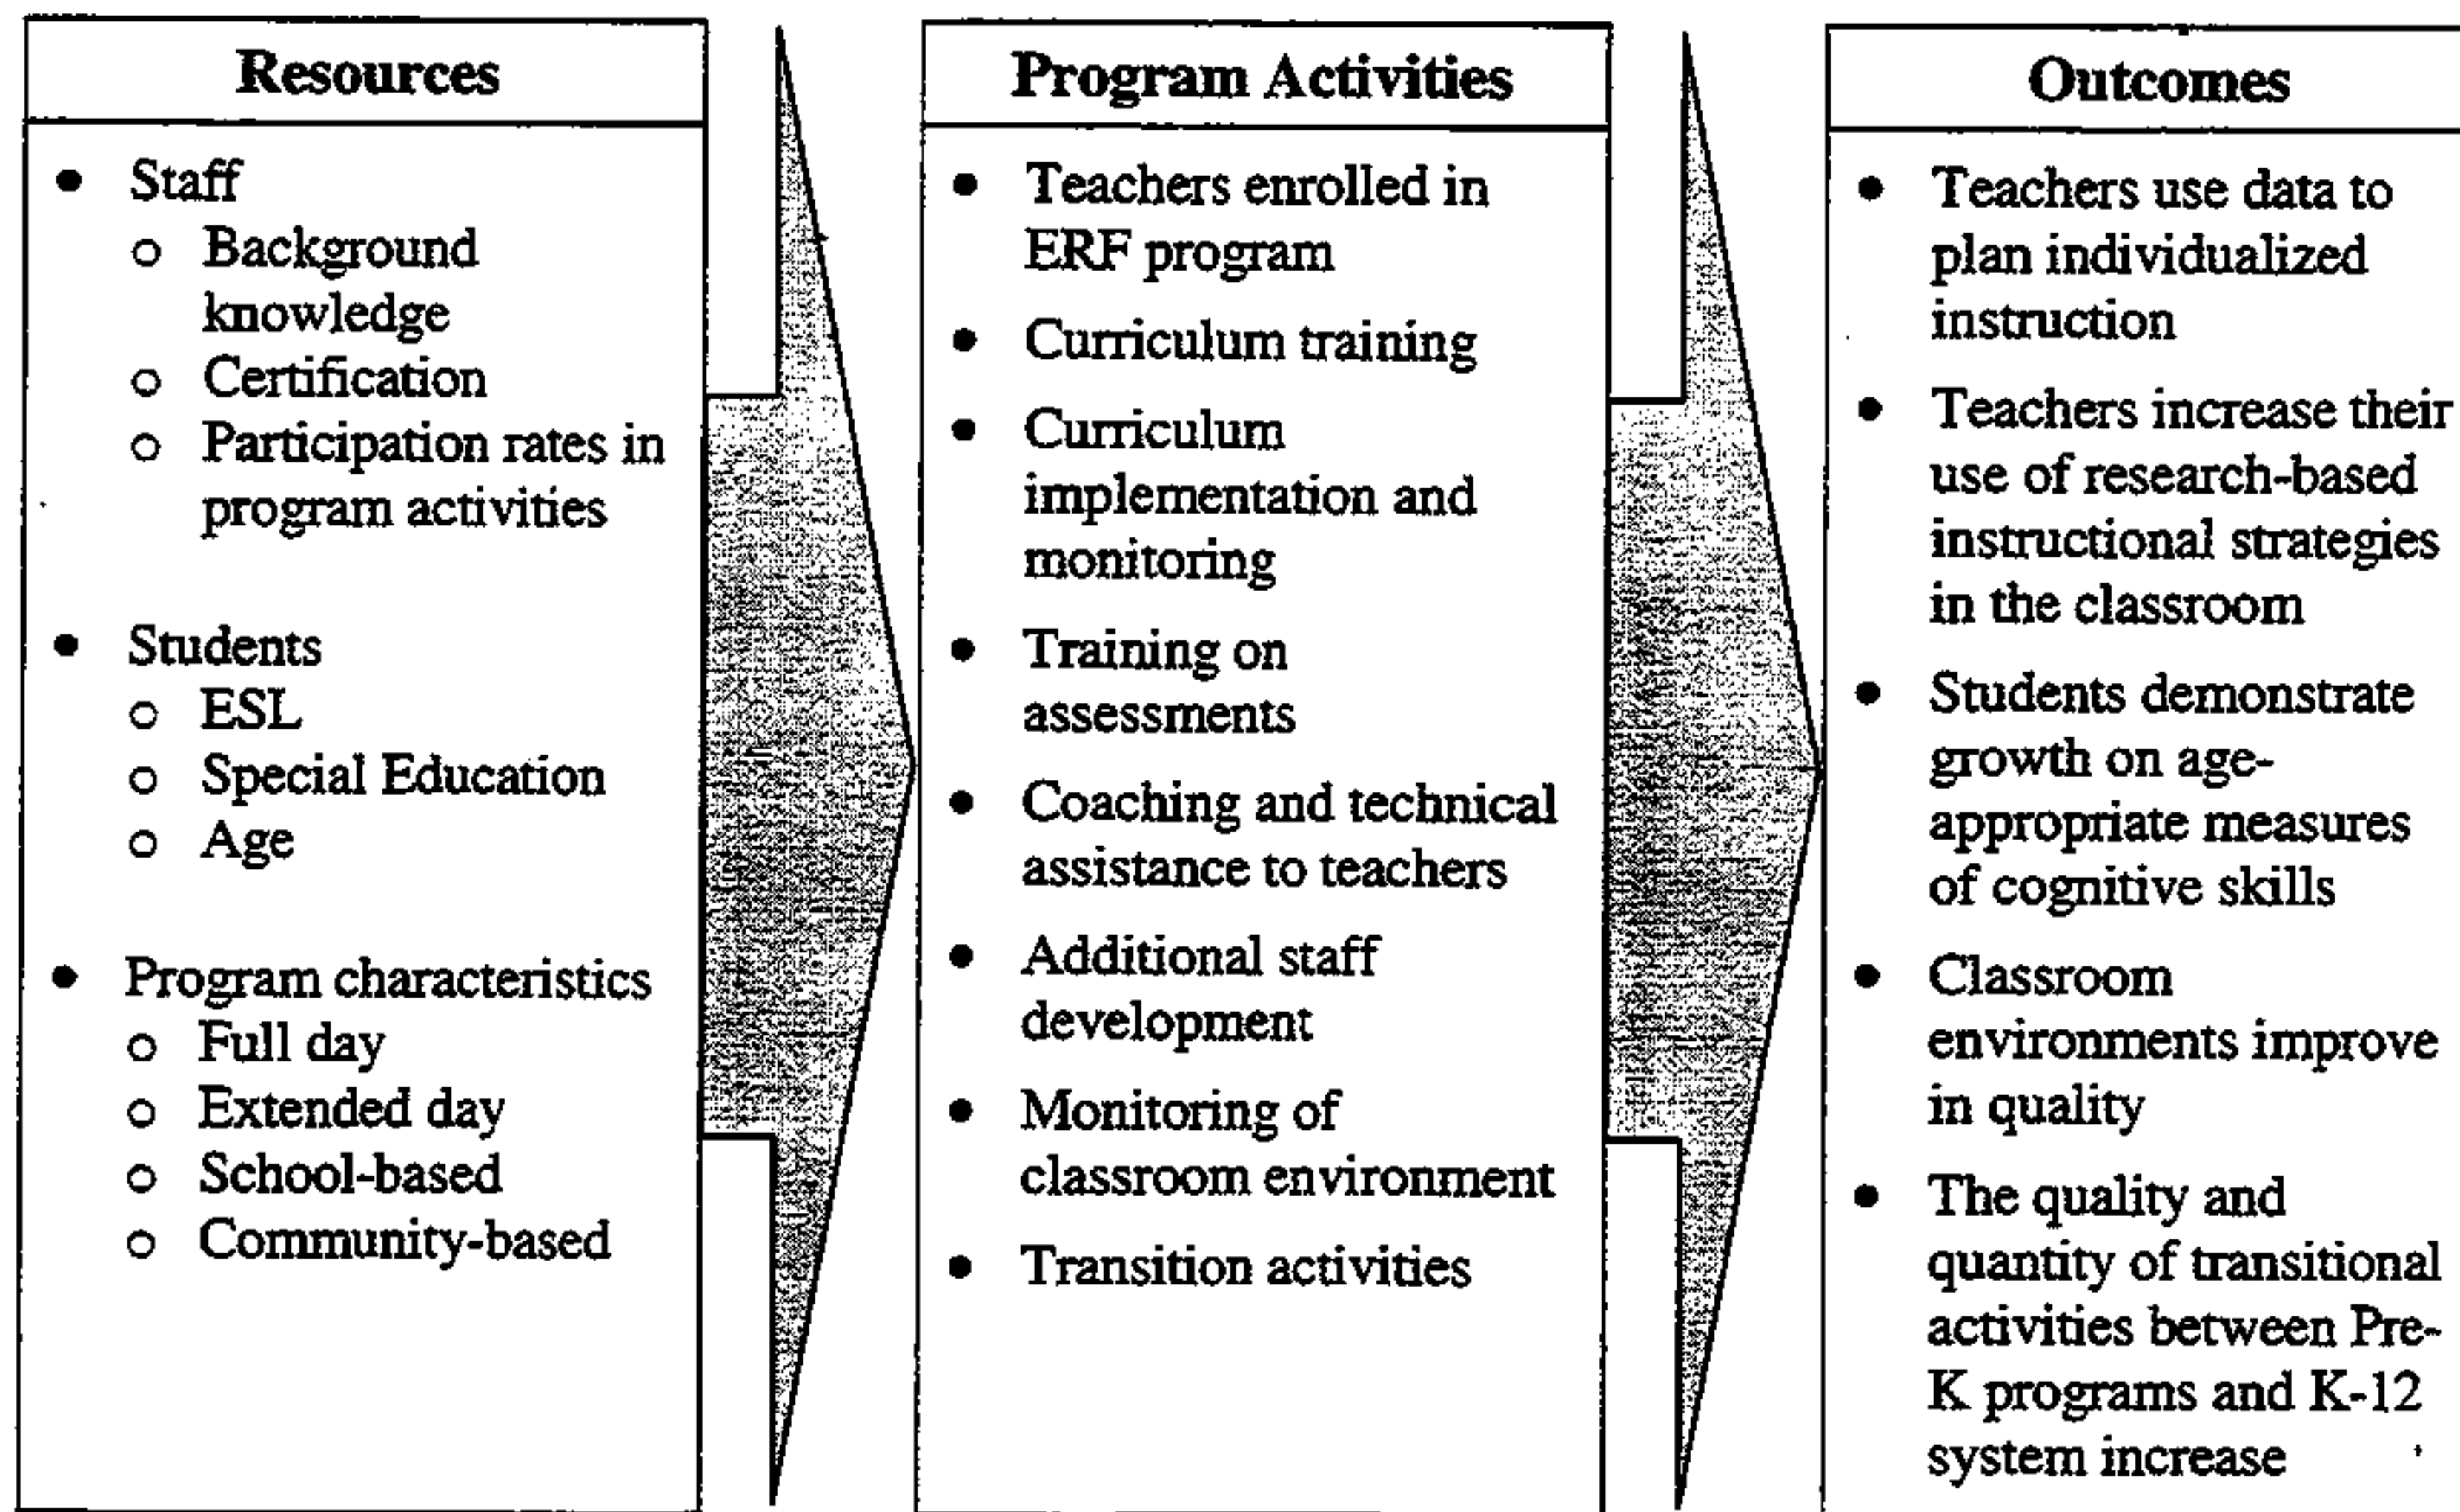 Resources
• Staff
o Background
knowledge
o Certification
o Participation rates in
program activities
• Students
o ESL
o Special Education
o Age
• Program characteristics
o Full day
o Extended day
o School-based
o Community-based
Program Activities
• Teachers enrolled in
ERF program
• Curriculum training
• Curriculum
implementation and
monitoring
• Training on
assessments
• Coaching and technical
assistance to teachers
• Additional staff
development
• Monitoring of
classroom environment
• Transition activities
Outcomes
• Teachers use data to
plan individualized
instruction
• Teachers increase their
use of research-based
instructional strategies
in the classroom
• Students demonstrate
growth on age-
appropriate measures
of cognitive skills
• Classroom
environments improve
in quality
• The quality and
quantity of transitional
activities between Pre-
K programs and K-12
system increase